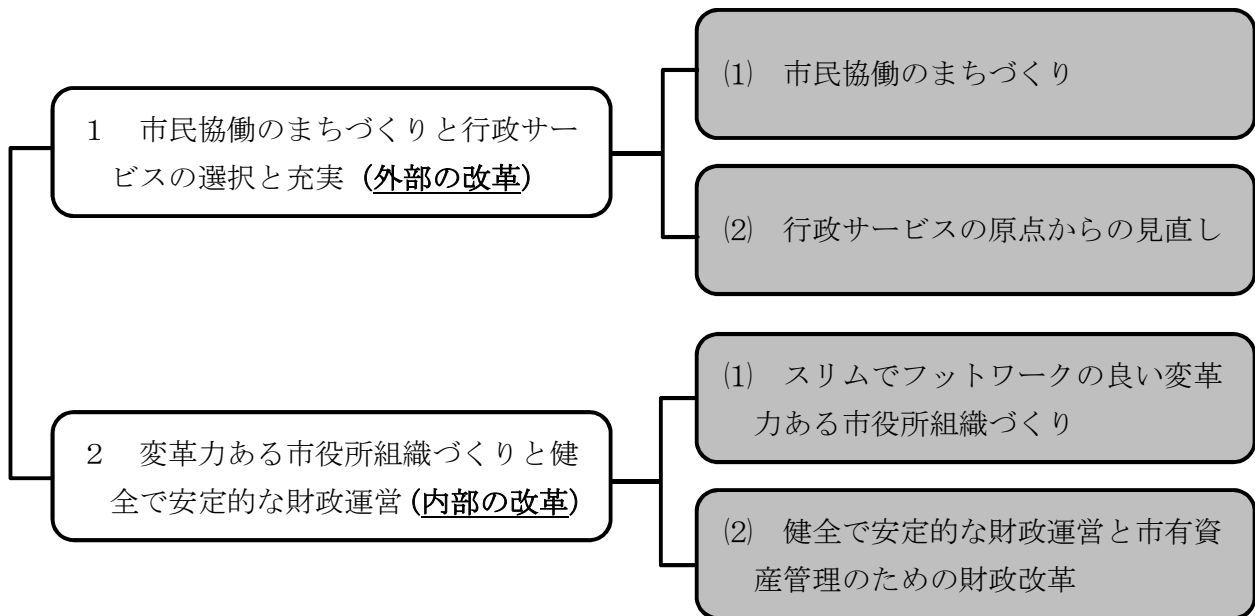 1 市民協働のまちづくりと行政サー
ビスの選択と充実 (外部の改革)
⑴ 市民協働のまちづくり
⑵ 行政サービスの原点からの見直し
2 変革力ある市役所組織づくりと健
全で安定的な財政運営 (内部の改革)
⑴ スリムでフットワークの良い変革
力ある市役所組織づくり
⑵ 健全で安定的な財政運営と市有資
産管理のための財政改革